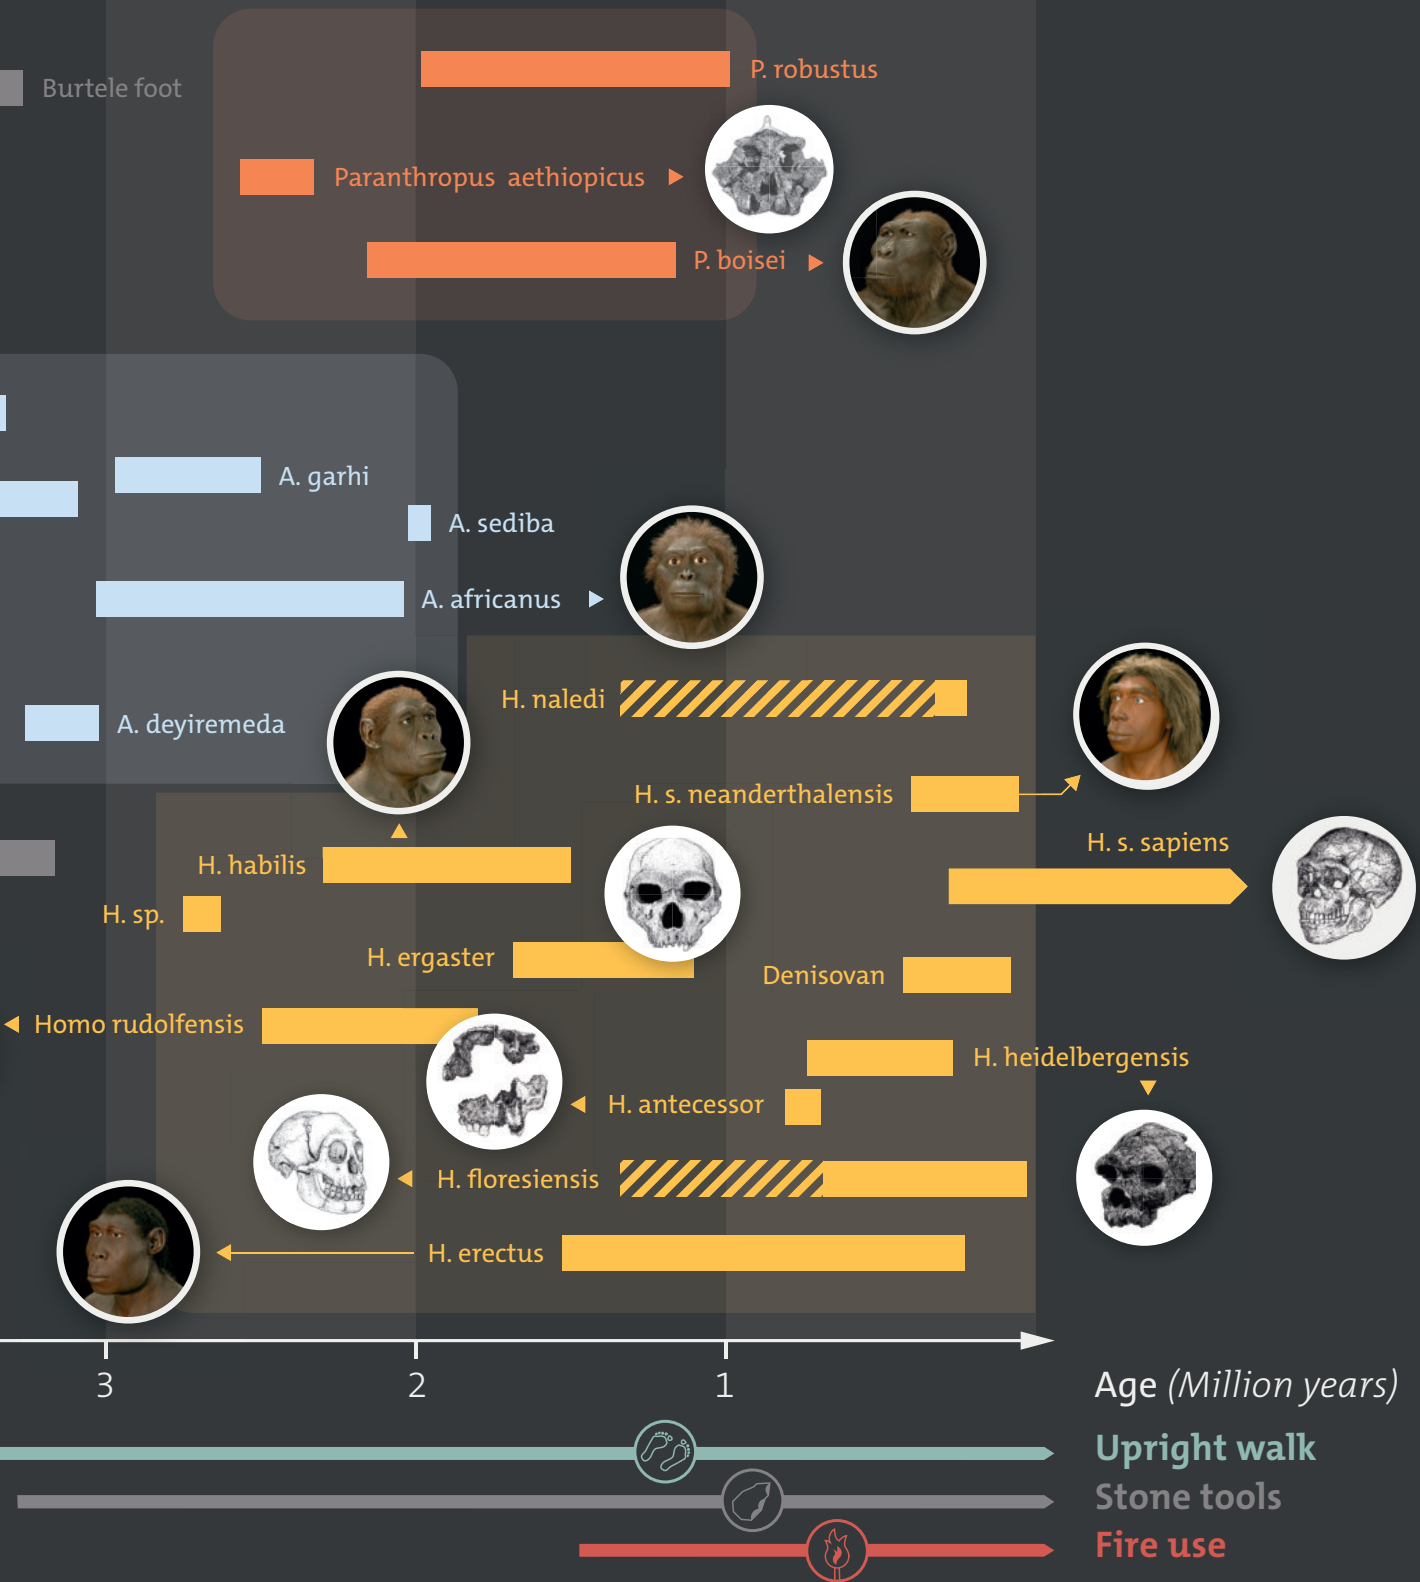 P. robustus
Burtele foot
Paranthropus aethiopicus
P. boisei
A. garhi
A. sediba
A. africanus
H. naledi
A. deyiremeda
H. s. neanderthalensis
H. s. sapiens
H. habilis
H. sp.
H. ergaster
Denisovan
Homo rudolfensis
H. heidelbergensis
H. antecessor
H. floresiensis
H. erectus
3 2 1
Age (Million years)
Upright walk
Stone tools
Fire use